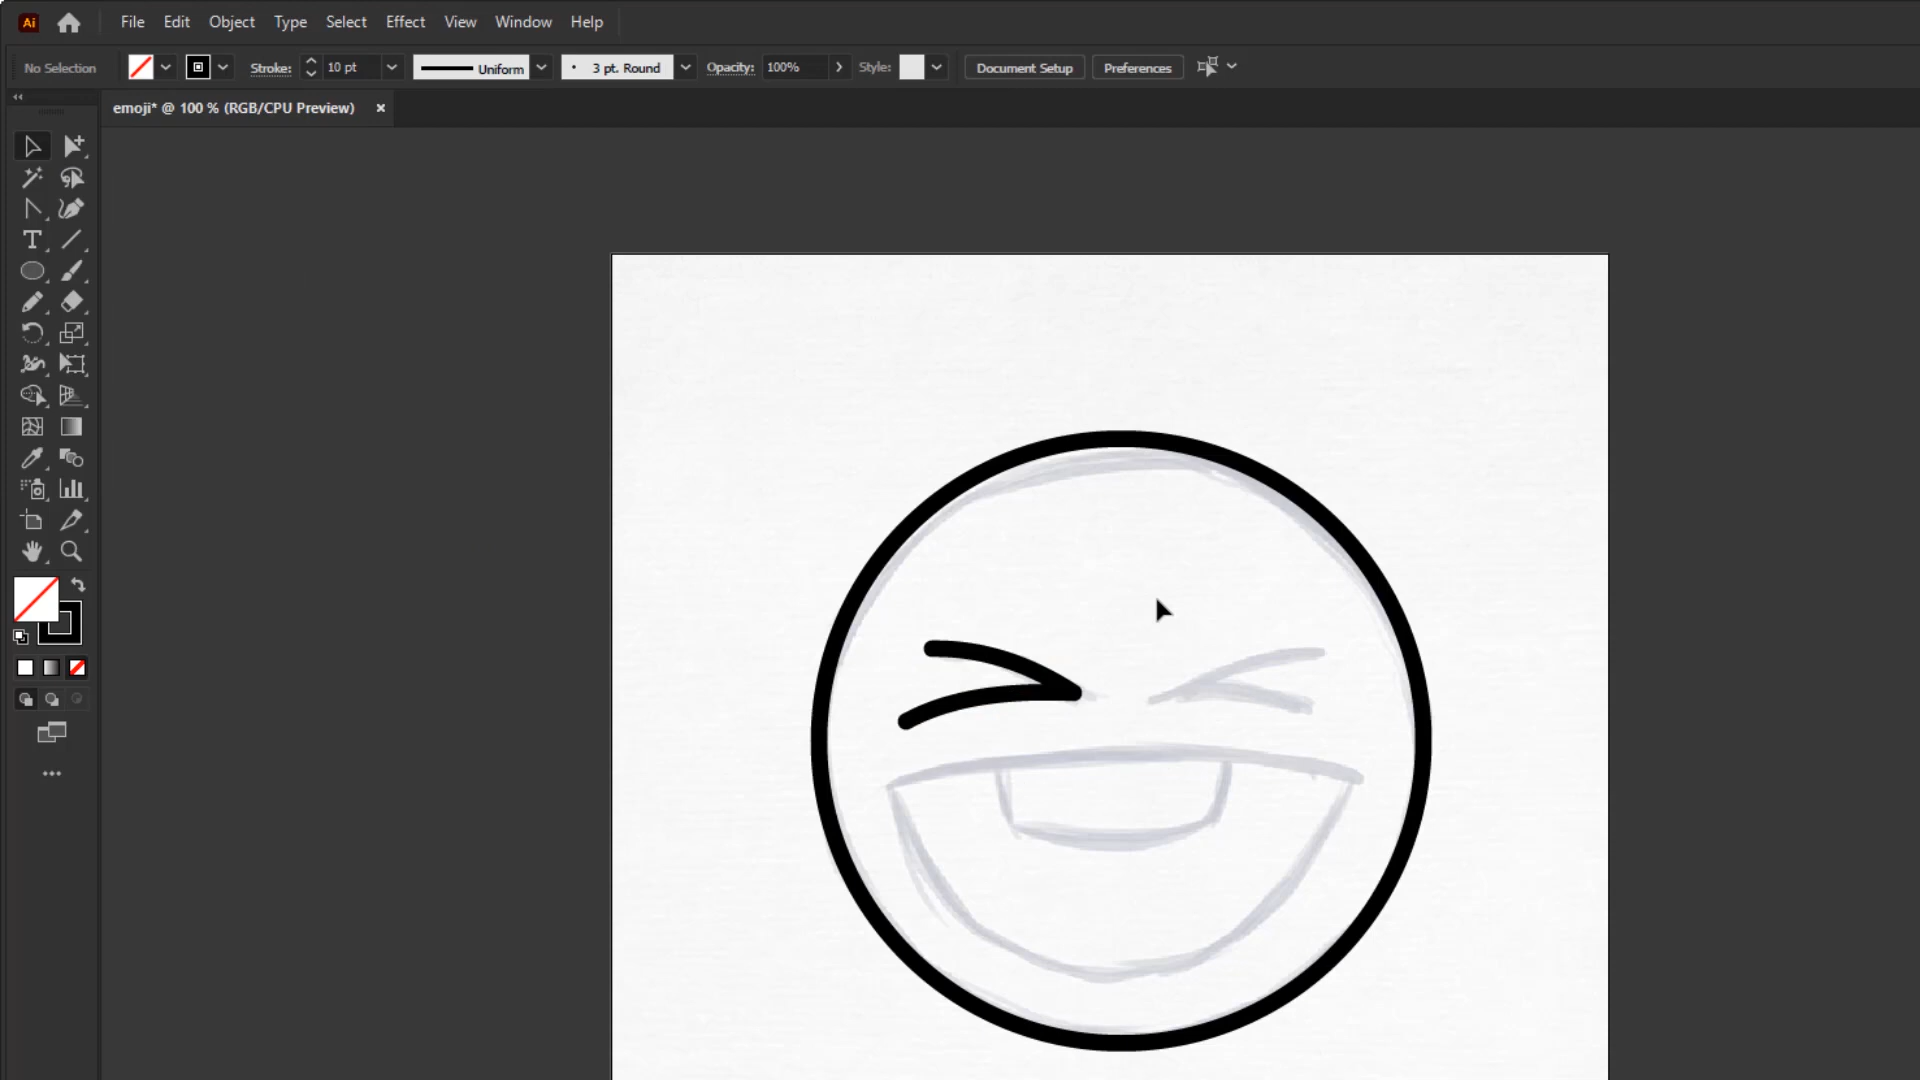 Ai File Edit Object Type Select Effect View Window Help
No Selection Stroke: 10 pt Uniform 3 pt. Round Opacity: 100% Style: Document Setup Preferences
emoji* @ 100 % (RGB/CPU Preview) ×